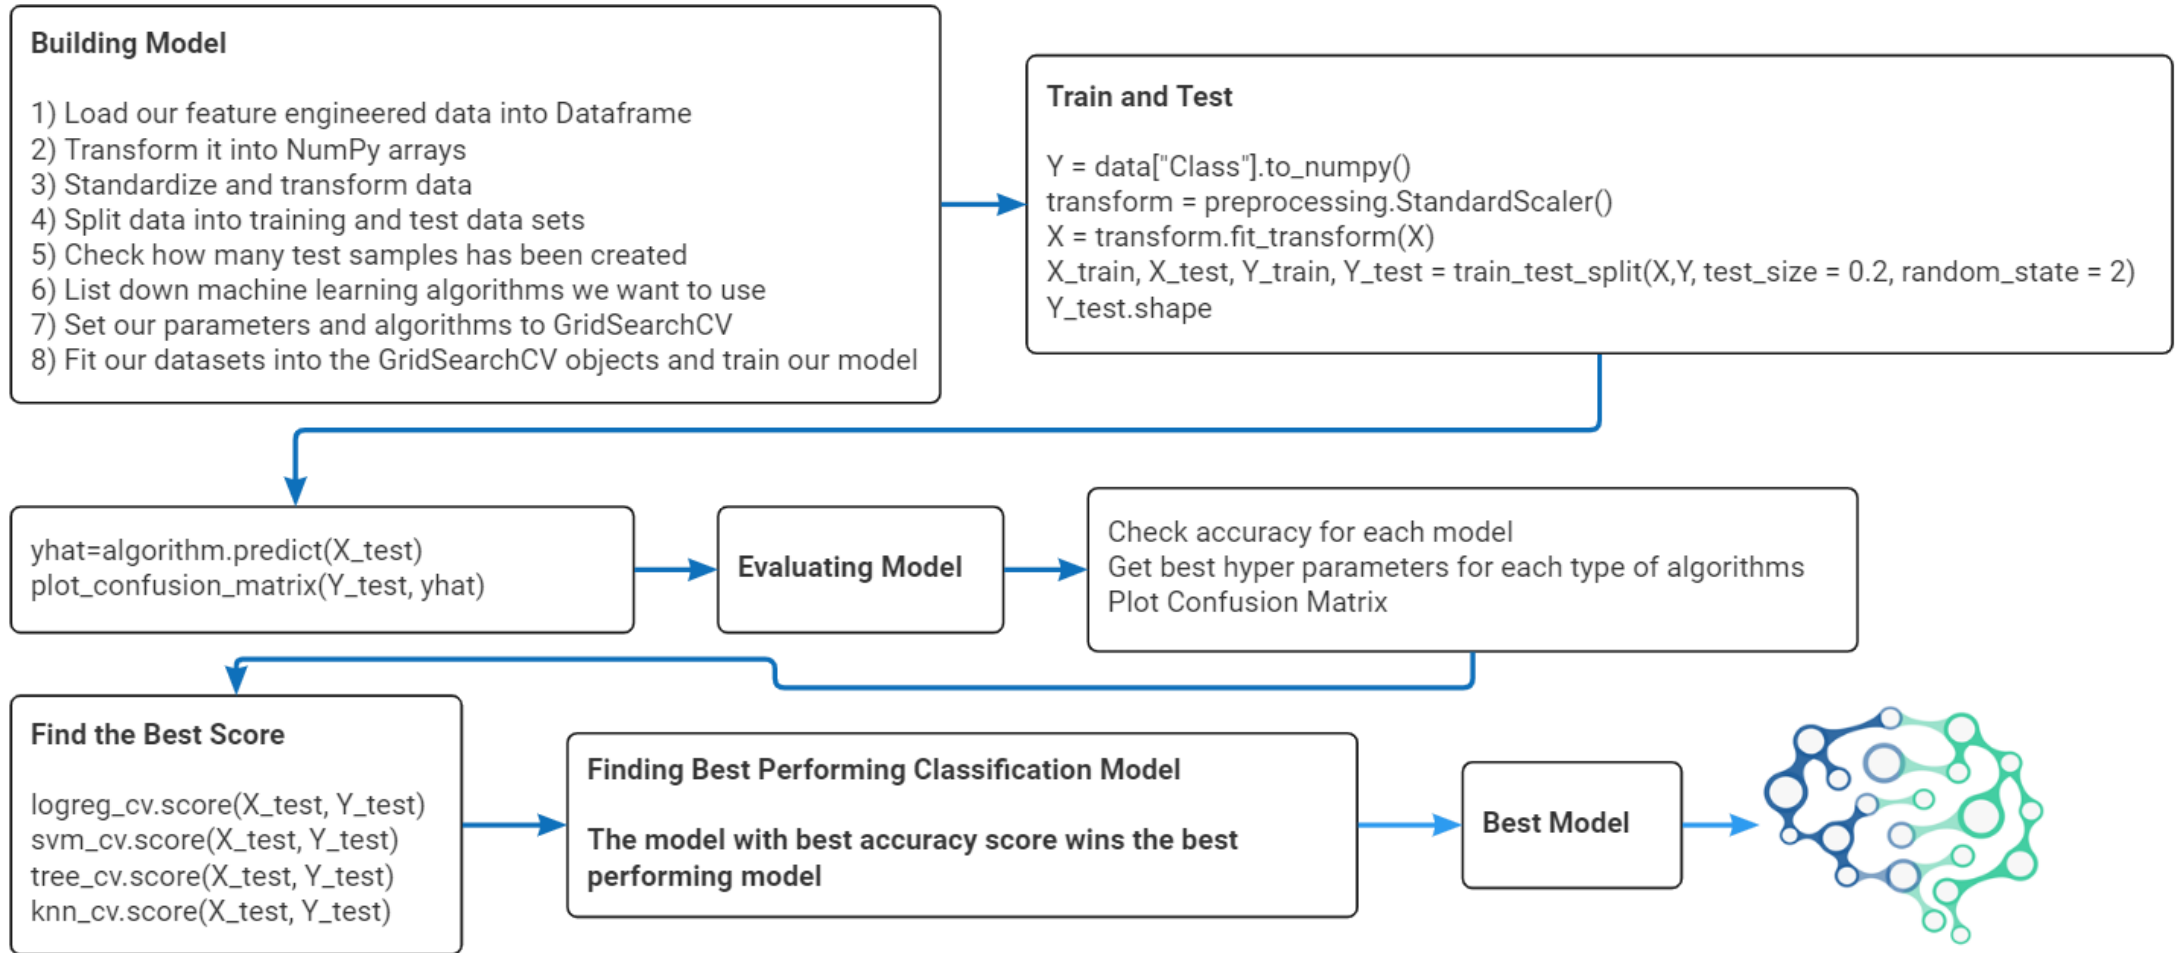 Building Model
1) Load our feature engineered data into Dataframe
2) Transform it into NumPy arrays
3) Standardize and transform data
4) Split data into training and test data sets
5) Check how many test samples has been created
6) List down machine learning algorithms we want to use
7) Set our parameters and algorithms to GridSearchCV
8) Fit our datasets into the GridSearchCV objects and train our model
Train and Test
Y = data["Class"].to_numpy()
transform = preprocessing.StandardScaler()
X = transform.fit_transform(X)
X_train, X_test, Y_train, Y_test = train_test_split(X,Y, test_size = 0.2, random_state = 2)
Y_test.shape
yhat=algorithm.predict(X_test)
plot_confusion_matrix(Y_test, yhat)
Evaluating Model
Check accuracy for each model
Get best hyper parameters for each type of algorithms
Plot Confusion Matrix
Find the Best Score
logreg_cv.score(X_test, Y_test)
svm_cv.score(X_test, Y_test)
tree_cv.score(X_test, Y_test)
knn_cv.score(X_test, Y_test)
Finding Best Performing Classification Model
The model with best accuracy score wins the best
performing model
Best Model